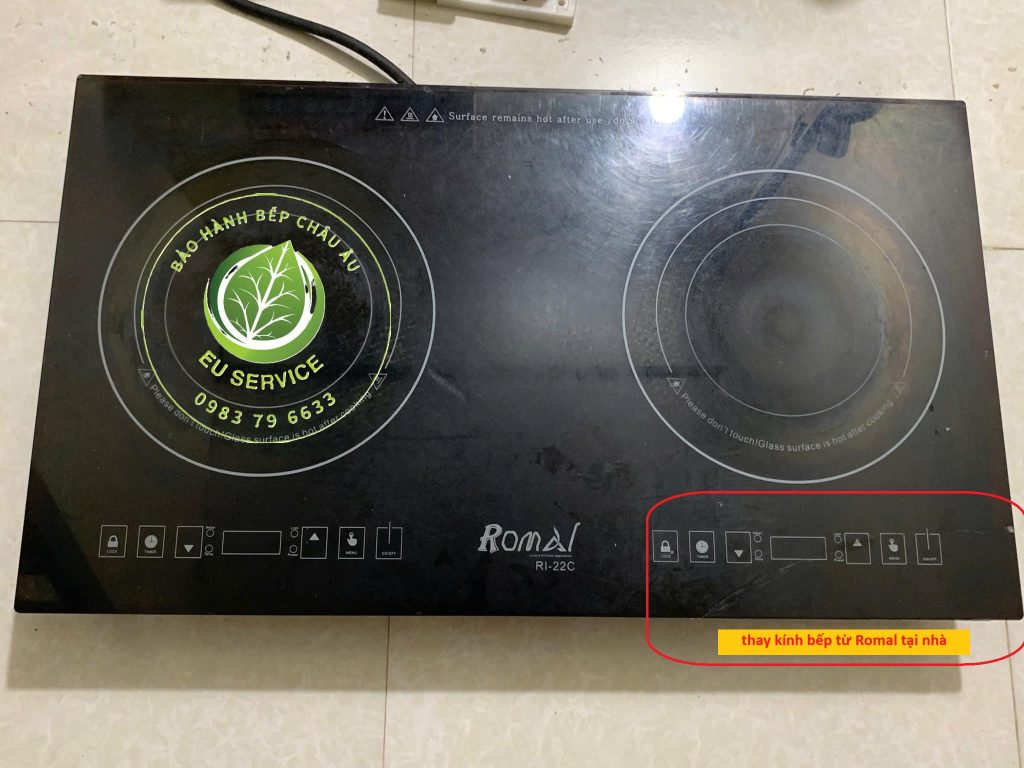 Surface remains hot after use , do
BẢO HÀNH BẾP CHÂU ÂU
EU SERVICE
0983 79 6633
Please don't touch!Glass surface is hot after cooking
Please don't touch!Glass surface is hot after cooking
LOCK TIMER MENU ON/OFF
Romal
RI-22C
LOCK TIMER MENU ON/OFF
thay kính bếp từ Romal tại nhà